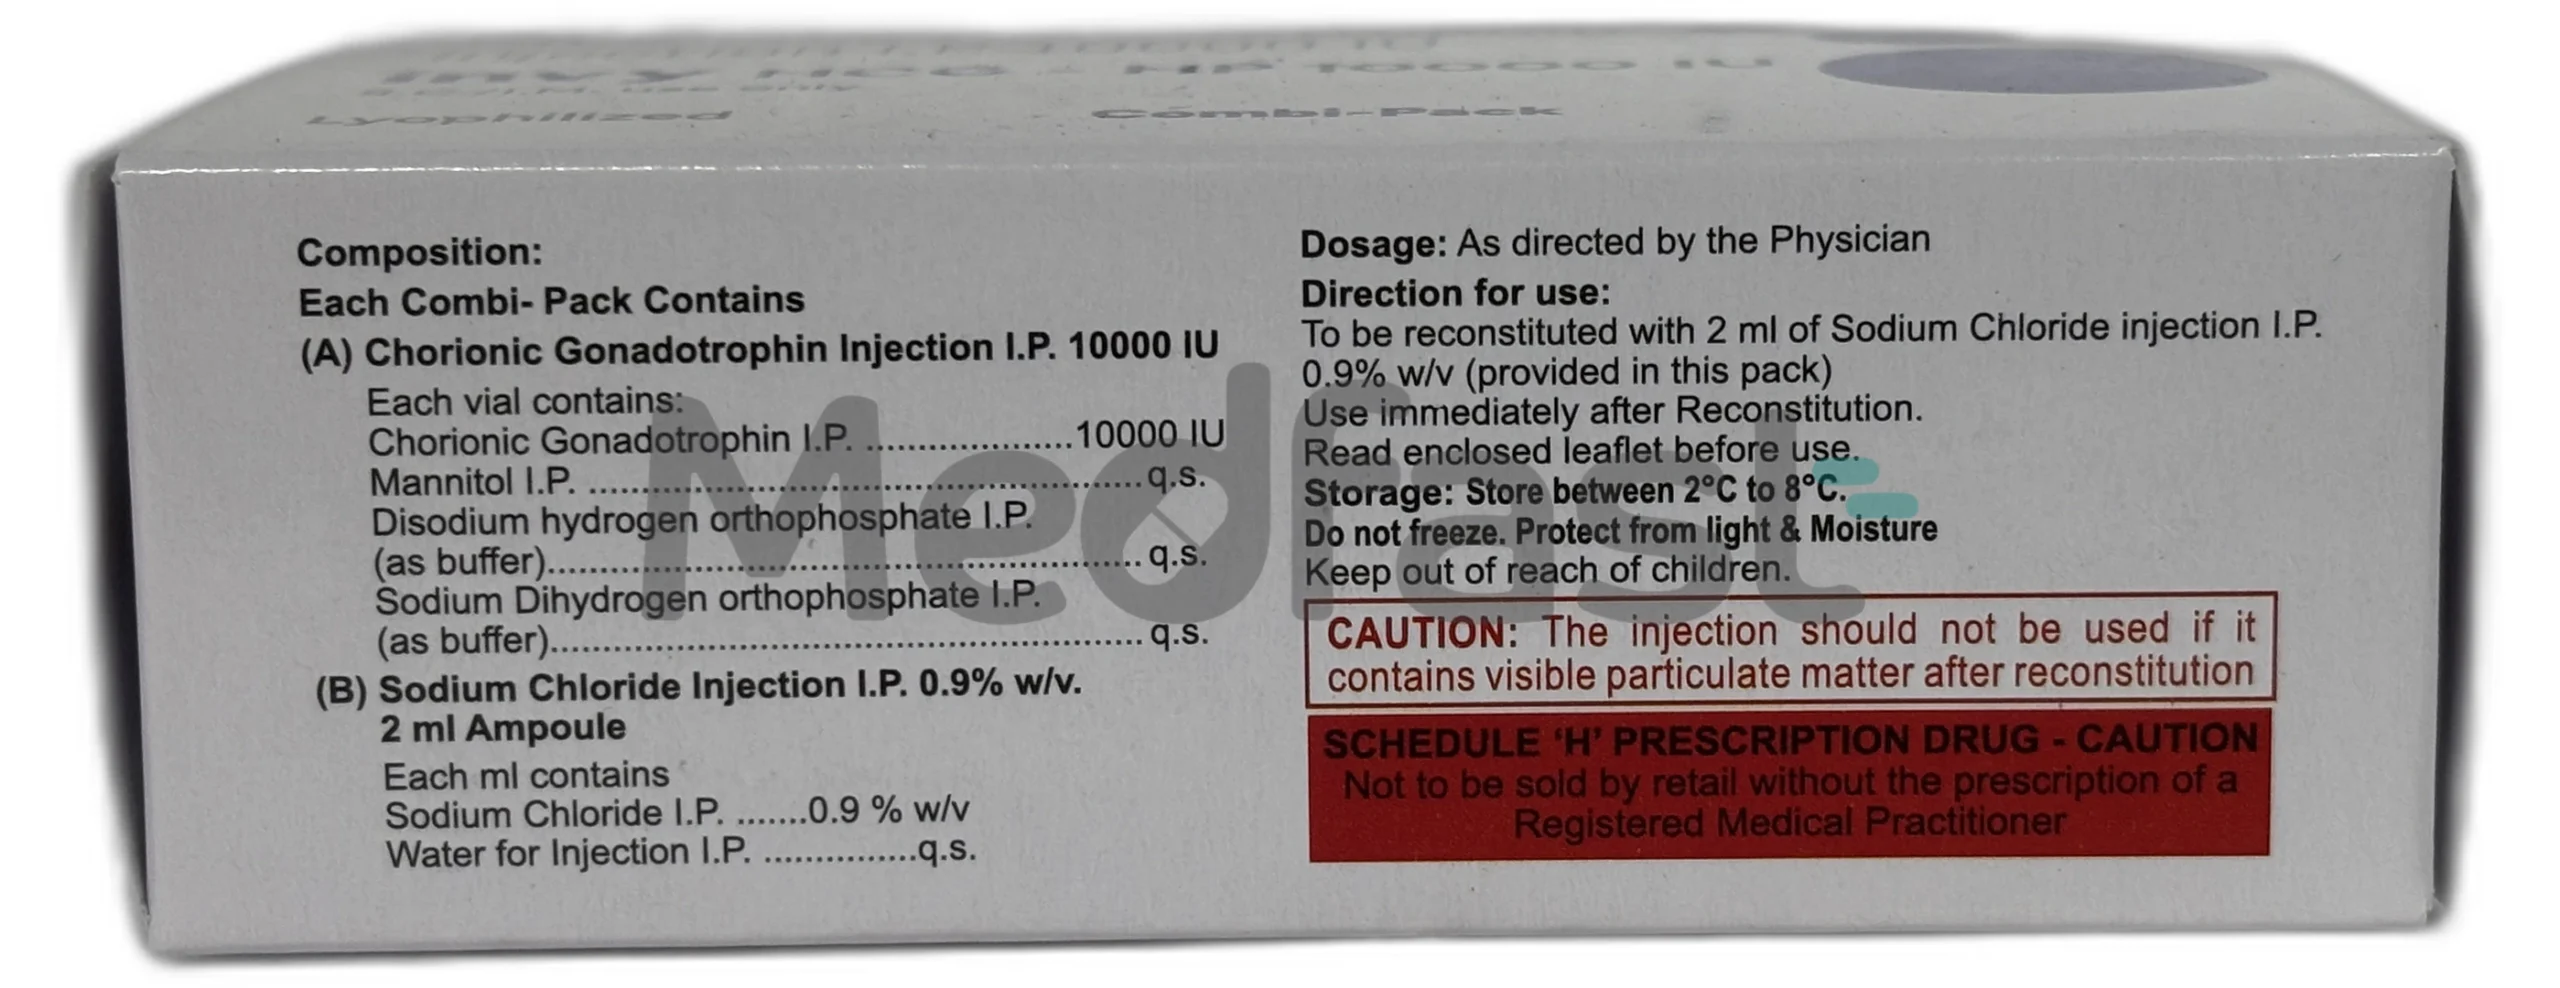 Invy HCG - HP 10000 IU
Lyophilized Combi-Pack
Composition:
Each Combi- Pack Contains
(A) Chorionic Gonadotrophin Injection I.P. 10000 IU
Each vial contains:
Chorionic Gonadotrophin I.P. ....................10000 IU
Mannitol I.P. ......................................................q.s.
Disodium hydrogen orthophosphate I.P.
(as buffer)..........................................................q.s.
Sodium Dihydrogen orthophosphate I.P.
(as buffer)..........................................................q.s.
(B) Sodium Chloride Injection I.P. 0.9% w/v.
2 ml Ampoule
Each ml contains
Sodium Chloride I.P. .......0.9 % w/v
Water for Injection I.P. ...............q.s.
Dosage: As directed by the Physician
Direction for use:
To be reconstituted with 2 ml of Sodium Chloride injection I.P.
0.9% w/v (provided in this pack)
Use immediately after Reconstitution.
Read enclosed leaflet before use.
Storage: Store between 2°C to 8°C.
Do not freeze. Protect from light & Moisture
Keep out of reach of children.
CAUTION: The injection should not be used if it
contains visible particulate matter after reconstitution
SCHEDULE 'H' PRESCRIPTION DRUG - CAUTION
Not to be sold by retail without the prescription of a
Registered Medical Practitioner
Medfast